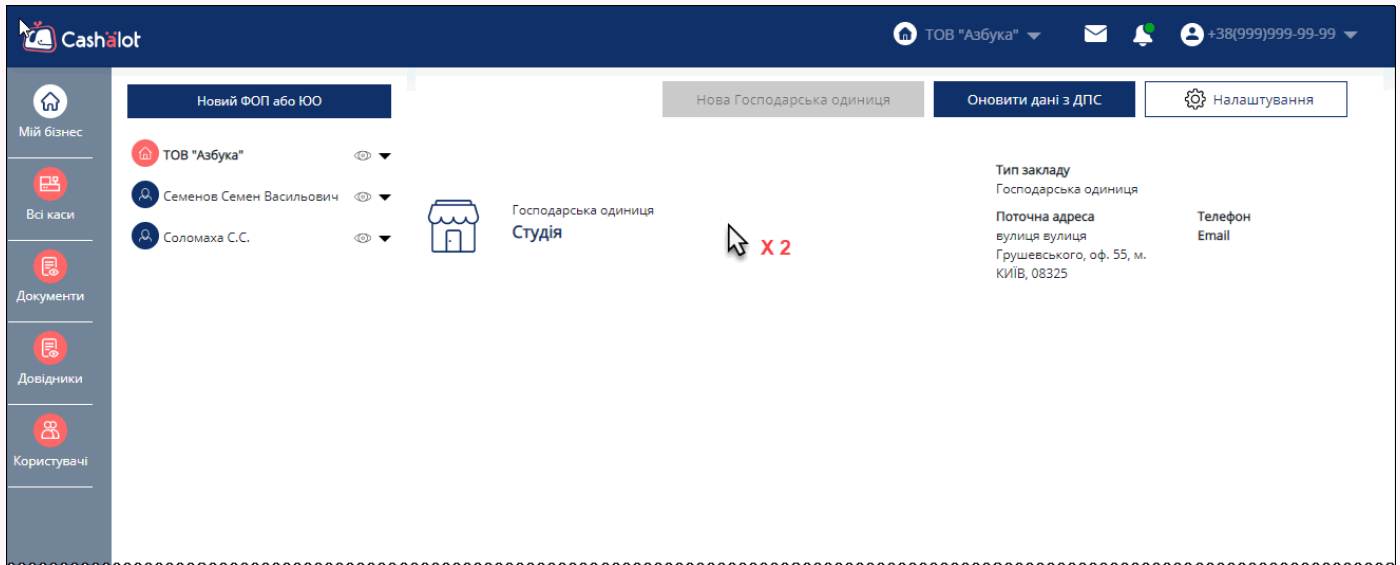 Cashälot
ТОВ "Азбука"
+38(999)999-99-99
Мій бізнес
Всі каси
Документи
Довідники
Користувачі
Новий ФОП або ЮО
ТОВ "Азбука"
Семенов Семен Васильович
Соломаха С.С.
Нова Господарська одиниця
Оновити дані з ДПС
Налаштування
Господарська одиниця
Студія
X 2
Тип закладу
Господарська одиниця
Поточна адреса
вулиця вулиця
Грушевського, оф. 55, м.
КИЇВ, 08325
Телефон
Email